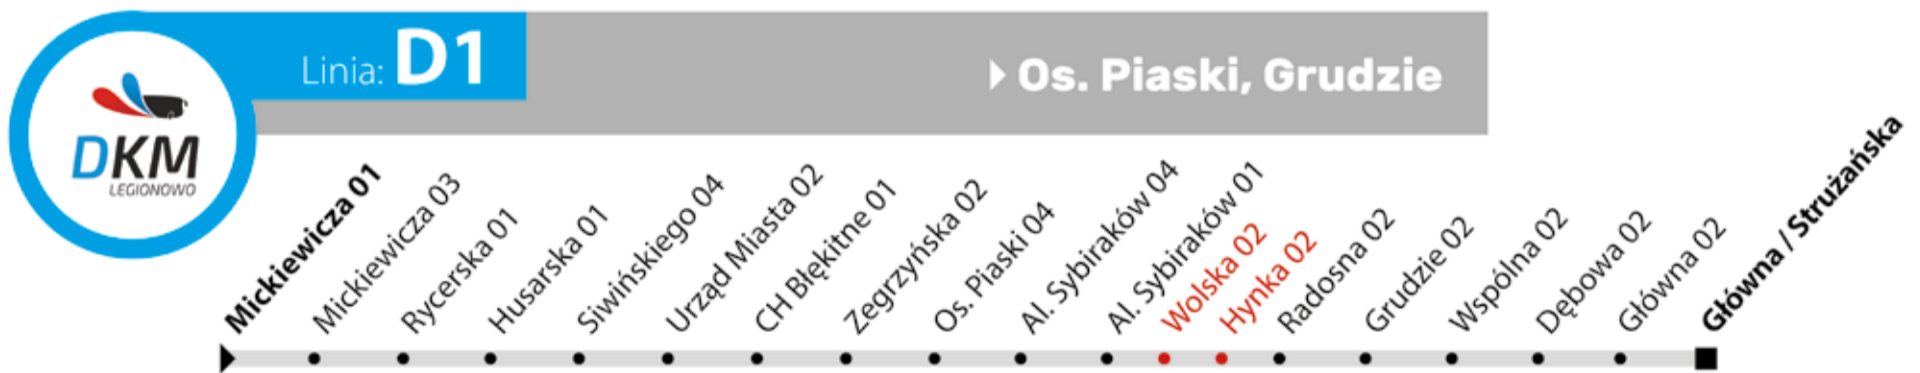 Linia: D1
Os. Piaski, Grudzie
DKM
LEGIONOWO
Mickiewicza 01
Mickiewicza 03
Rycerska 01
Husarska 01
Siwińskiego 04
Urząd Miasta 02
CH Błękitne 01
Zegrzyńska 02
Os. Piaski 04
Al. Sybiraków 04
Al. Sybiraków 01
Wolska 02
Hynka 02
Radosna 02
Grudzie 02
Wspólna 02
Dębowa 02
Główna 02
Główna / Strużańska